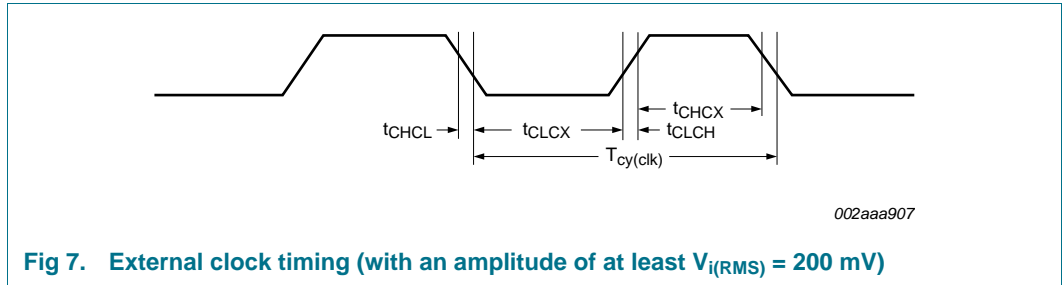 tCHCX
tCHCL tCLCX tCLCH
Tcy(clk)
002aaa907
Fig 7. External clock timing (with an amplitude of at least Vi(RMS) = 200 mV)